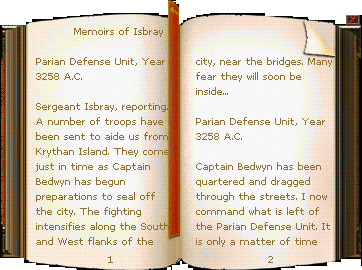 Memoirs of Isbray
Parian Defense Unit, Year
3258 A.C.
Sergeant Isbray, reporting.
A number of troops have
been sent to aide us from
Krythan Island. They come
just in time as Captain
Bedwyn has begun
preparations to seal off
the city. The fighting
intensifies along the South
and West flanks of the
1
city, near the bridges. Many
fear they will soon be
inside...
Parian Defense Unit, Year
3258 A.C.
Captain Bedwyn has been
quartered and dragged
through the streets. I now
command what is left of
the Parian Defense Unit. It
is only a matter of time
2